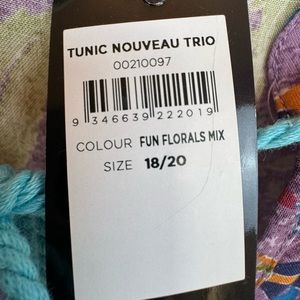 TUNIC NOUVEAU TRIO
00210097
9 346639 222019
COLOUR FUN FLORALS MIX
SIZE 18/20